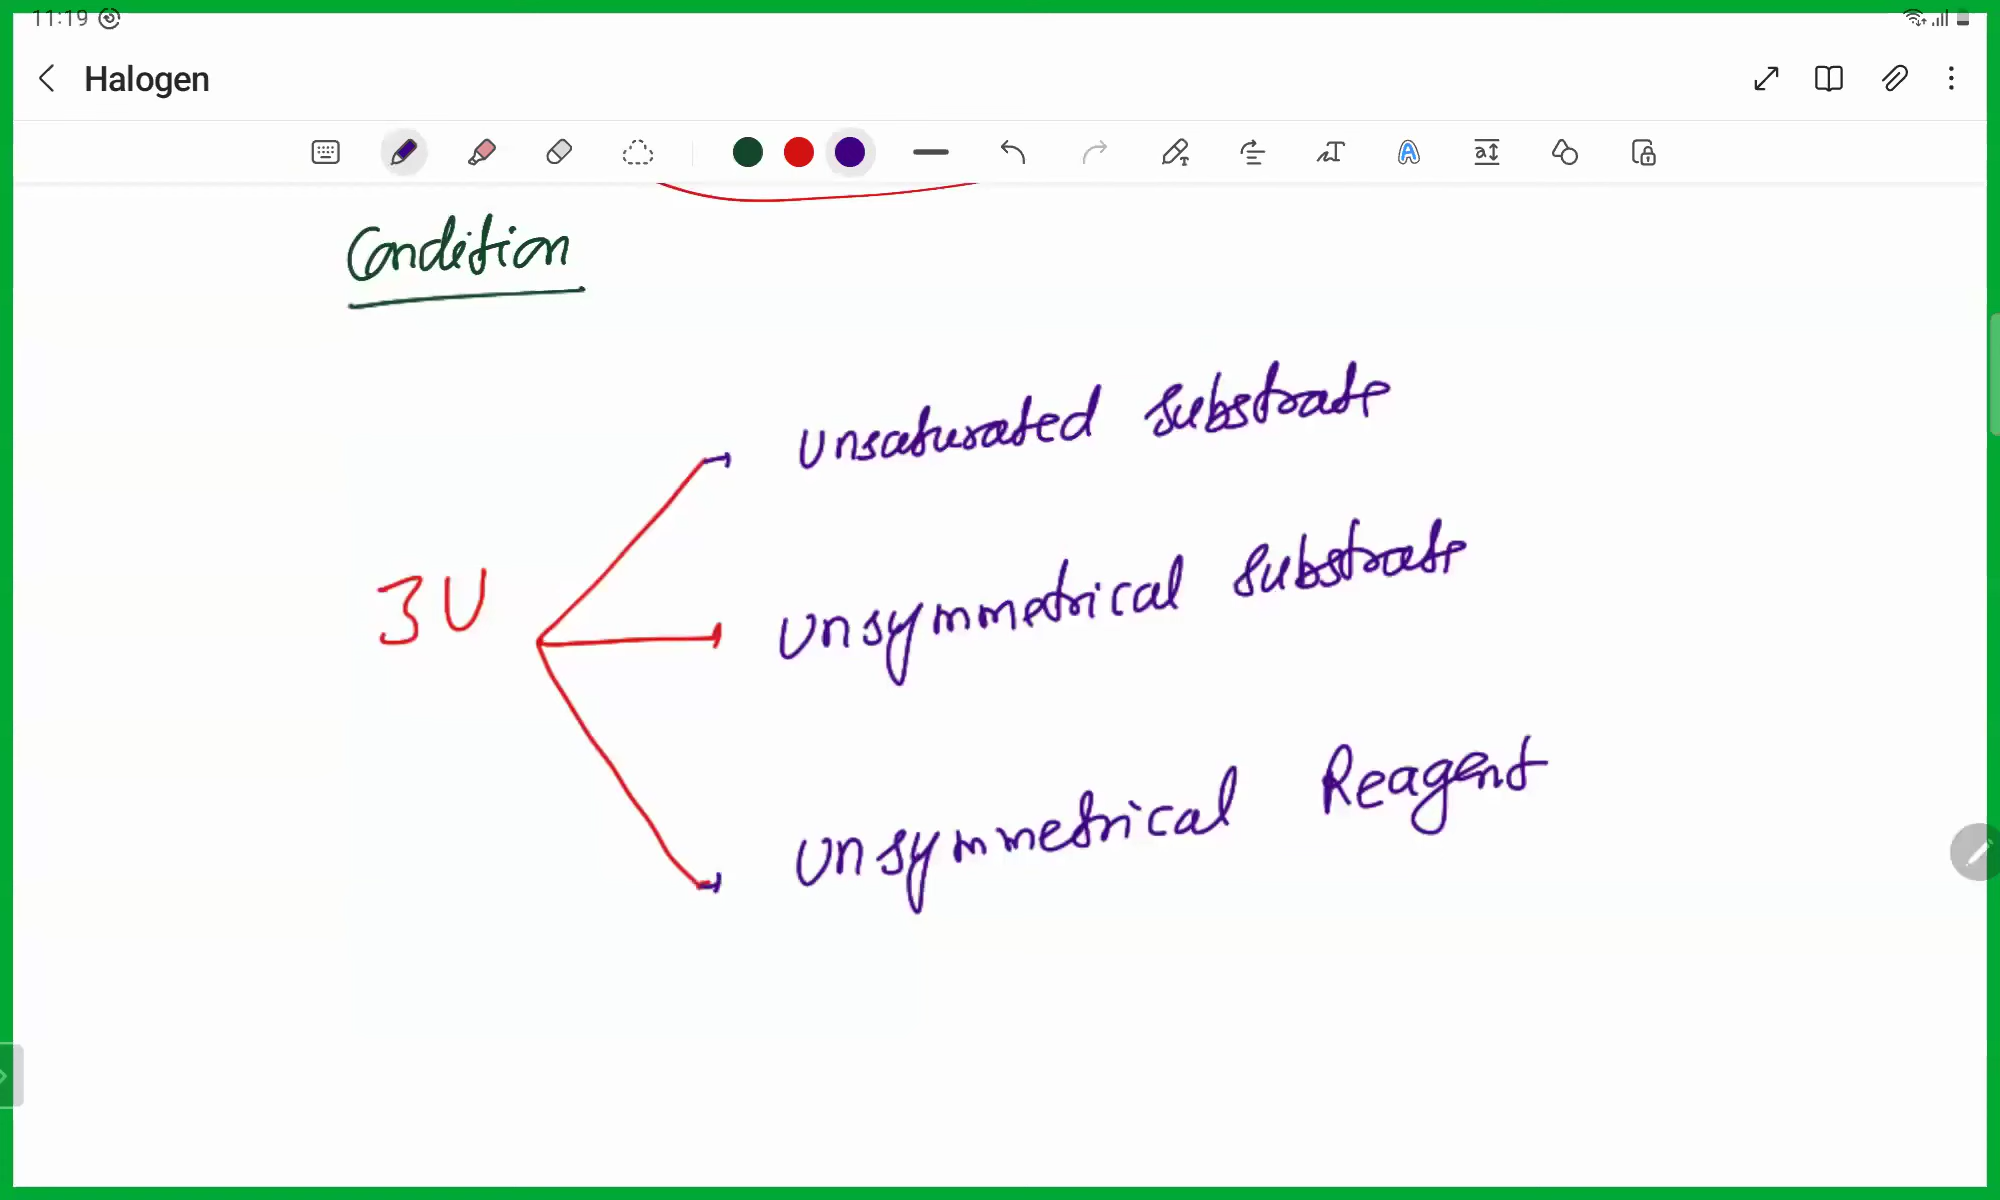 11:19
Halogen
Condition
Unsaturated Substrate
3U
Unsymmetrical Substrate
Unsymmetrical Reagent